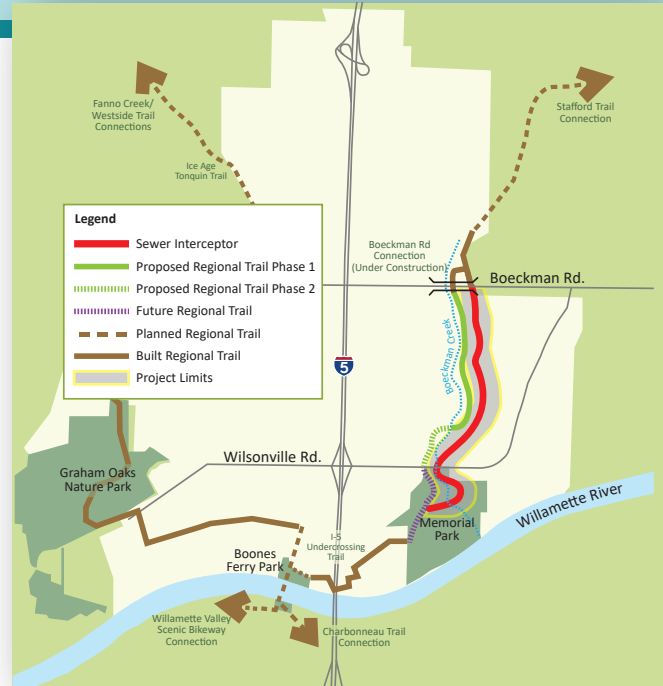 Fanno Creek/
Westside Trail
Connections
Stafford Trail
Connection
Ice Age
Tonquin Trail
Legend
Sewer Interceptor
Proposed Regional Trail Phase 1
Proposed Regional Trail Phase 2
Future Regional Trail
Planned Regional Trail
Built Regional Trail
Project Limits
Boeckman Rd
Connection
(Under Construction)
Boeckman Rd.
5
Boeckman Creek
Wilsonville Rd.
Graham Oaks
Nature Park
Memorial
Park
Willamette River
I-5
Undercrossing
Trail
Boones
Ferry Park
Willamette Valley
Scenic Bikeway
Connection
Charbonneau Trail
Connection